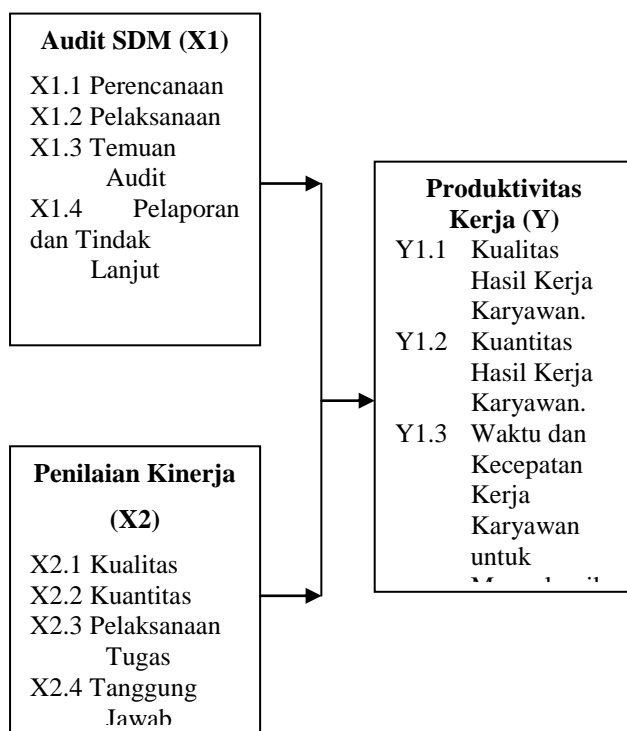 Audit SDM (X1)
X1.1 Perencanaan
X1.2 Pelaksanaan
X1.3 Temuan
Audit
X1.4 Pelaporan
dan Tindak
Lanjut
Penilaian Kinerja
(X2)
X2.1 Kualitas
X2.2 Kuantitas
X2.3 Pelaksanaan
Tugas
X2.4 Tanggung
Jawab
Produktivitas
Kerja (Y)
Y1.1 Kualitas
Hasil Kerja
Karyawan.
Y1.2 Kuantitas
Hasil Kerja
Karyawan.
Y1.3 Waktu dan
Kecepatan
Kerja
Karyawan
untuk